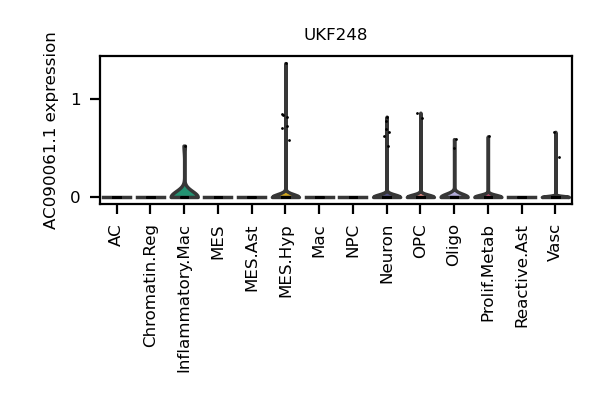 UKF248
AC090061.1 expression
1
0
AC
Chromatin.Reg
Inflammatory.Mac
MES
MES.Ast
MES.Hyp
Mac
NPC
Neuron
OPC
Oligo
Prolif.Metab
Reactive.Ast
Vasc